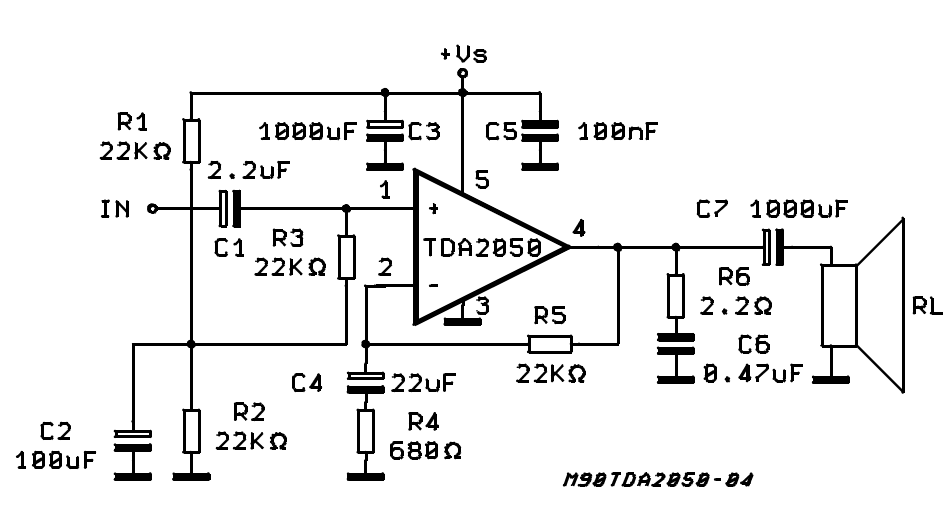 +Vs
R1
22KΩ
1000uF C3
C5 100nF
2.2uF
1
5
IN
C1
R3
22KΩ
+
TDA2050
4
C7 1000uF
2
-
3
R6
2.2Ω
RL
R5
22KΩ
C6
0.47uF
C4 22uF
R4
680Ω
C2
100uF
R2
22KΩ
M90TDA2050-04